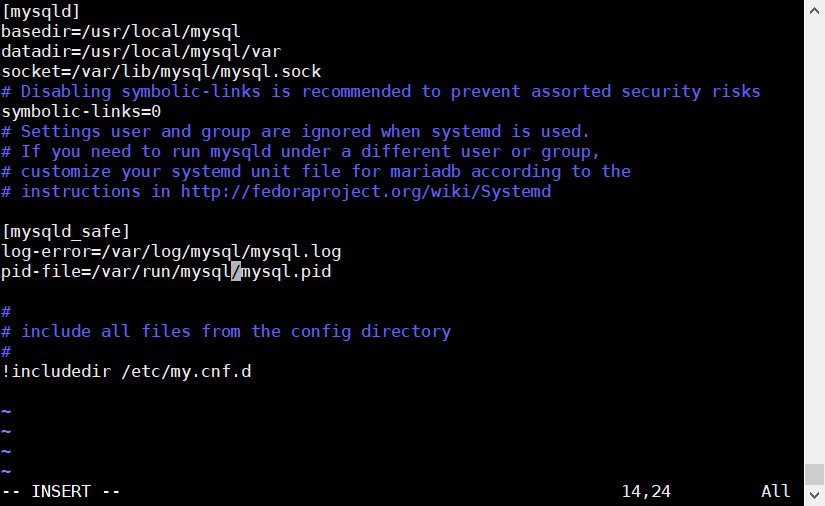 [mysqld]
basedir=/usr/local/mysql
datadir=/usr/local/mysql/var
socket=/var/lib/mysql/mysql.sock
# Disabling symbolic-links is recommended to prevent assorted security risks
symbolic-links=0
# Settings user and group are ignored when systemd is used.
# If you need to run mysqld under a different user or group,
# customize your systemd unit file for mariadb according to the
# instructions in http://fedoraproject.org/wiki/Systemd

[mysqld_safe]
log-error=/var/log/mysql/mysql.log
pid-file=/var/run/mysql/mysql.pid

#
# include all files from the config directory
#
!includedir /etc/my.cnf.d

~
~
~
~
-- INSERT -- 14,24 All